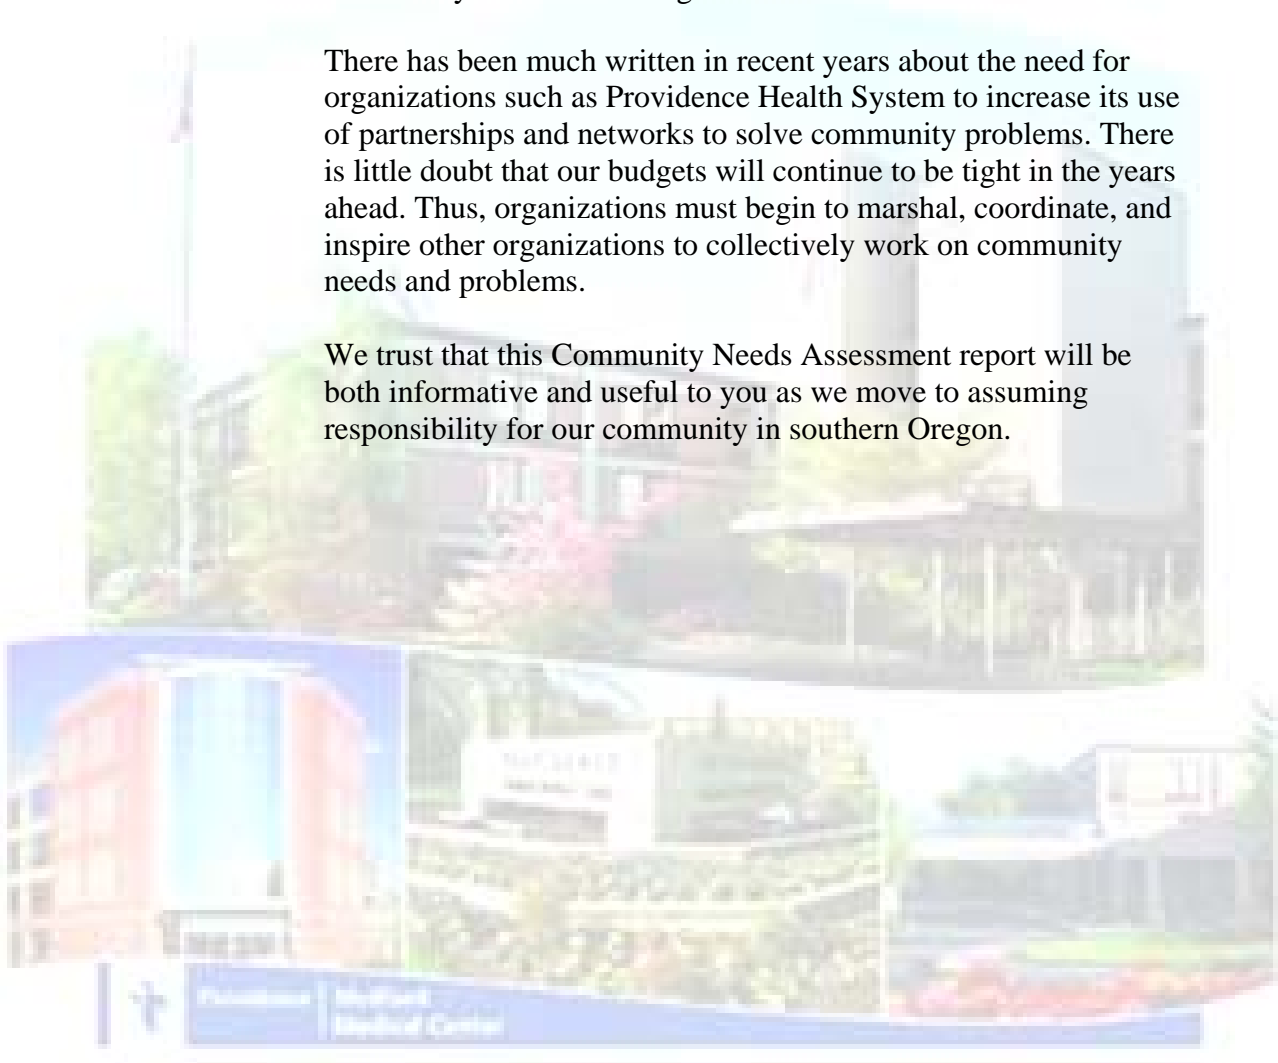 There has been much written in recent years about the need for
organizations such as Providence Health System to increase its use
of partnerships and networks to solve community problems. There
is little doubt that our budgets will continue to be tight in the years
ahead. Thus, organizations must begin to marshal, coordinate, and
inspire other organizations to collectively work on community
needs and problems.
We trust that this Community Needs Assessment report will be
both informative and useful to you as we move to assuming
responsibility for our community in southern Oregon.
Providence
Medford
Medical Center